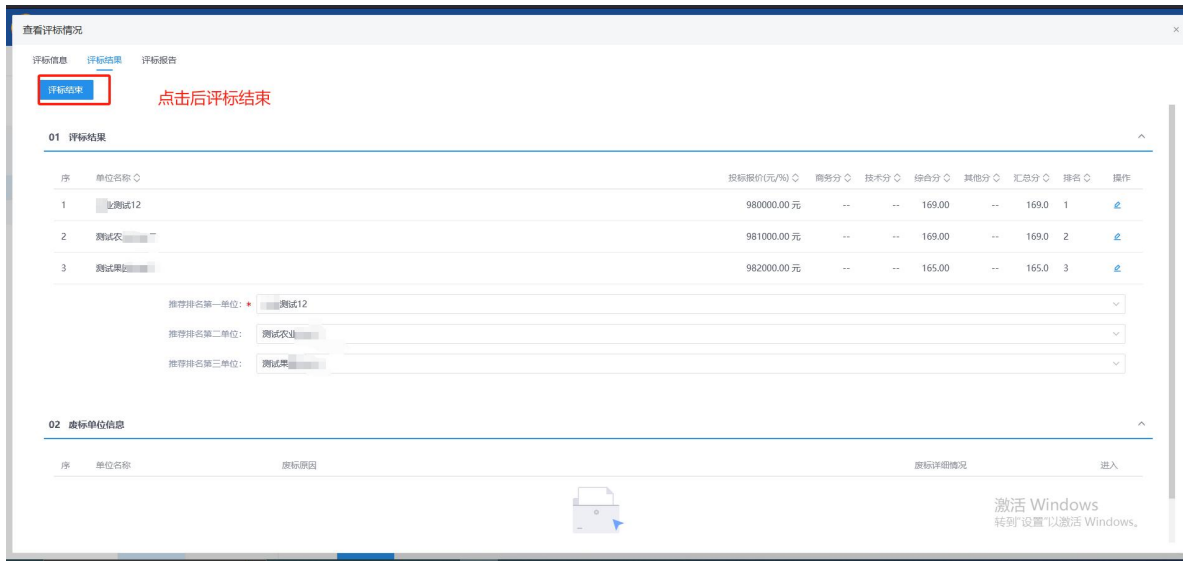 查看评标情况
评标信息 评标结果 评标报告
评标结束
点击后评标结束
01 评标结果
序 单位名称 投标报价(元/%) 商务分 技术分 综合分 其他分 汇总分 排名 操作
1 业测试12 980000.00 元 -- -- 169.00 -- 169.0 1
2 测试农 981000.00 元 -- -- 169.00 -- 169.0 2
3 测试果 982000.00 元 -- -- 165.00 -- 165.0 3
推荐排名第一单位: * 测试12
推荐排名第二单位: 测试农业
推荐排名第三单位: 测试果
02 废标单位信息
序 单位名称 废标原因 废标详细情况 进入
激活 Windows
转到"设置"以激活 Windows。